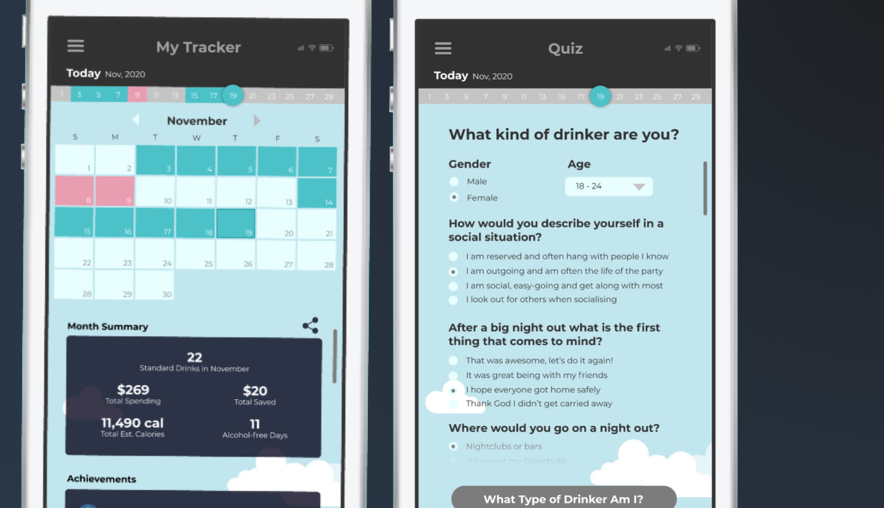 My Tracker
Today Nov, 2020
1 3 5 7 9 11 13 15 17 19 21 23 25 27 29
November
S M T W T F S
1 2 3 4 5 6 7
8 9 10 11 12 13 14
15 16 17 18 19 20 21
22 23 24 25 26 27 28
28 29 30
Month Summary
22
Standard Drinks in November
$269 $20
Total Spending Total Saved
11,490 cal 11
Total Est. Calories Alcohol-free Days
Achievements
Quiz
Today Nov, 2020
1 3 5 7 9 11 13 15 17 19 21 23 25 27 29
What kind of drinker are you?
Gender Age
Male
18 - 24
Female
How would you describe yourself in a
social situation?
I am reserved and often hang with people I know
I am outgoing and am often the life of the party
I am social, easy-going and get along with most
I look out for others when socialising
After a big night out what is the first
thing that comes to mind?
That was awesome, let's do it again!
It was great being with my friends
I hope everyone got home safely
Thank God I didn't get carried away
Where would you go on a night out?
Nightclubs or bars
Wherever my friends go
What Type of Drinker Am I?